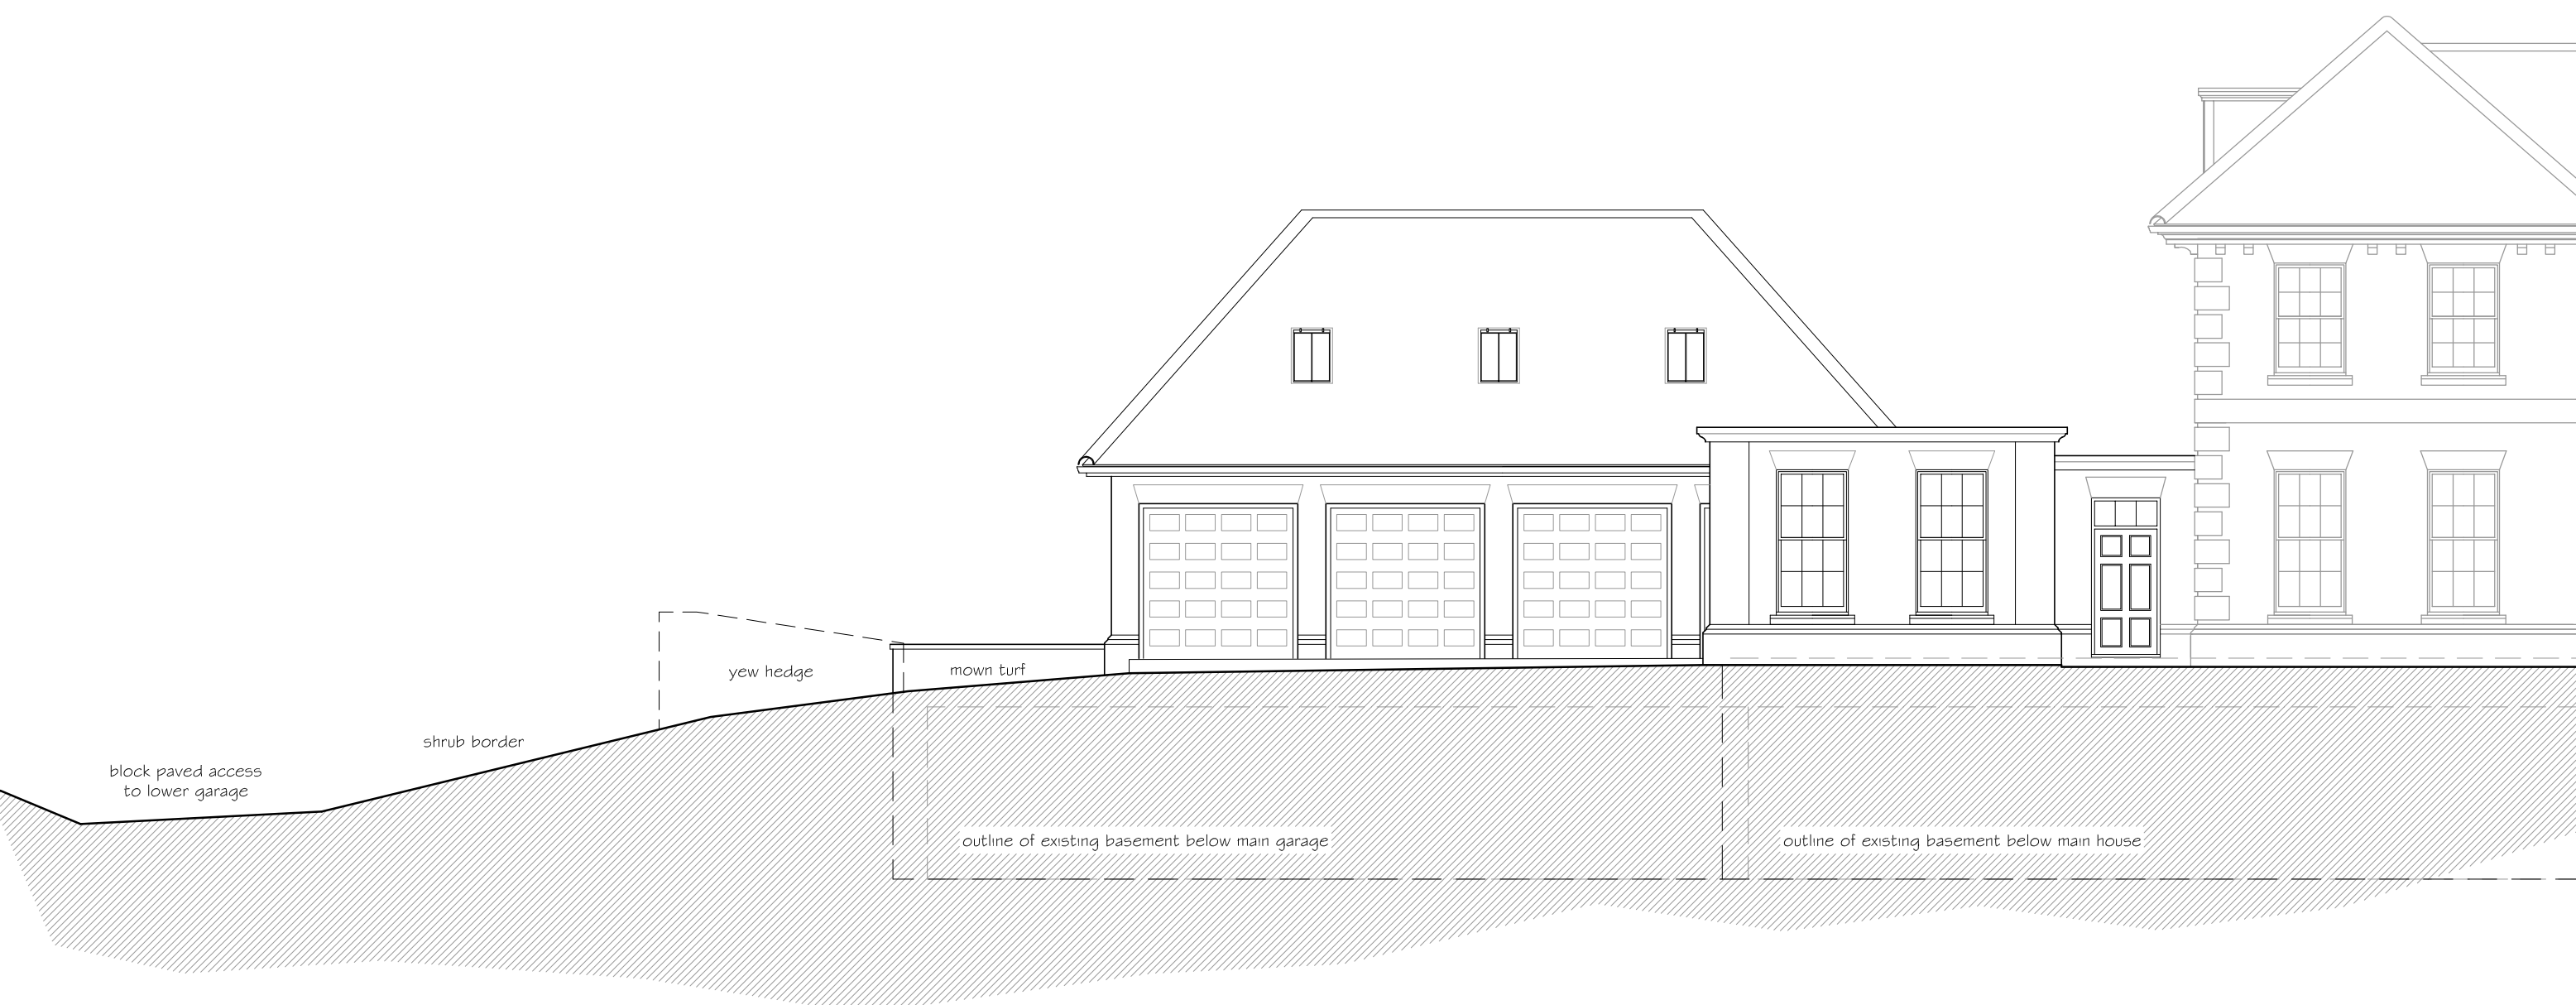 yew hedge
mown turf
shrub border
block paved access
to lower garage
outline of existing basement below main garage
outline of existing basement below main house